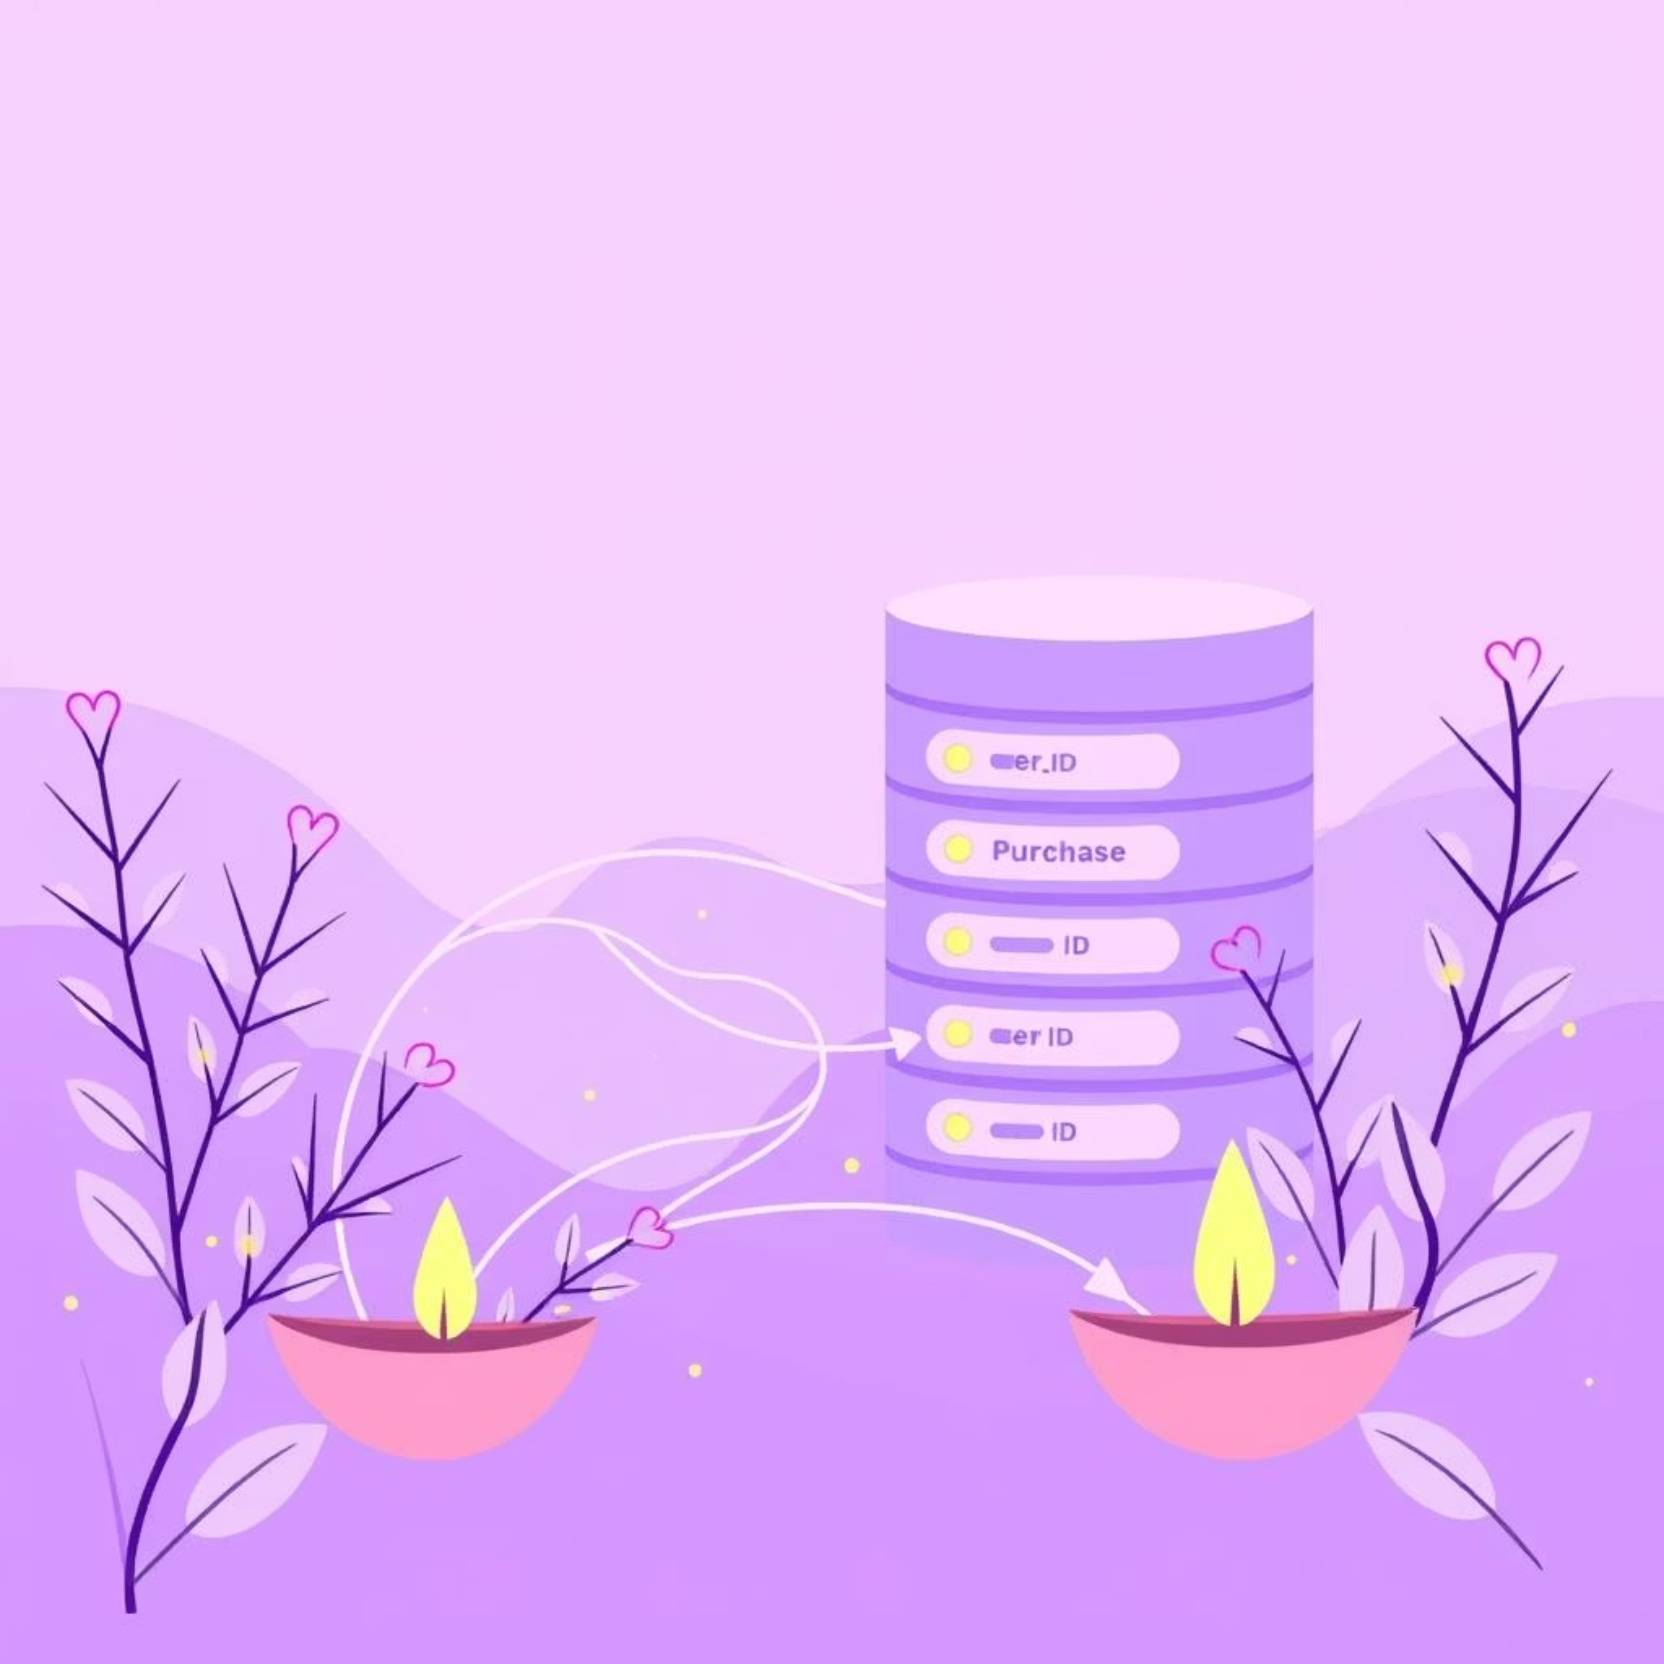 er_ID
Purchase
ID
er ID
ID